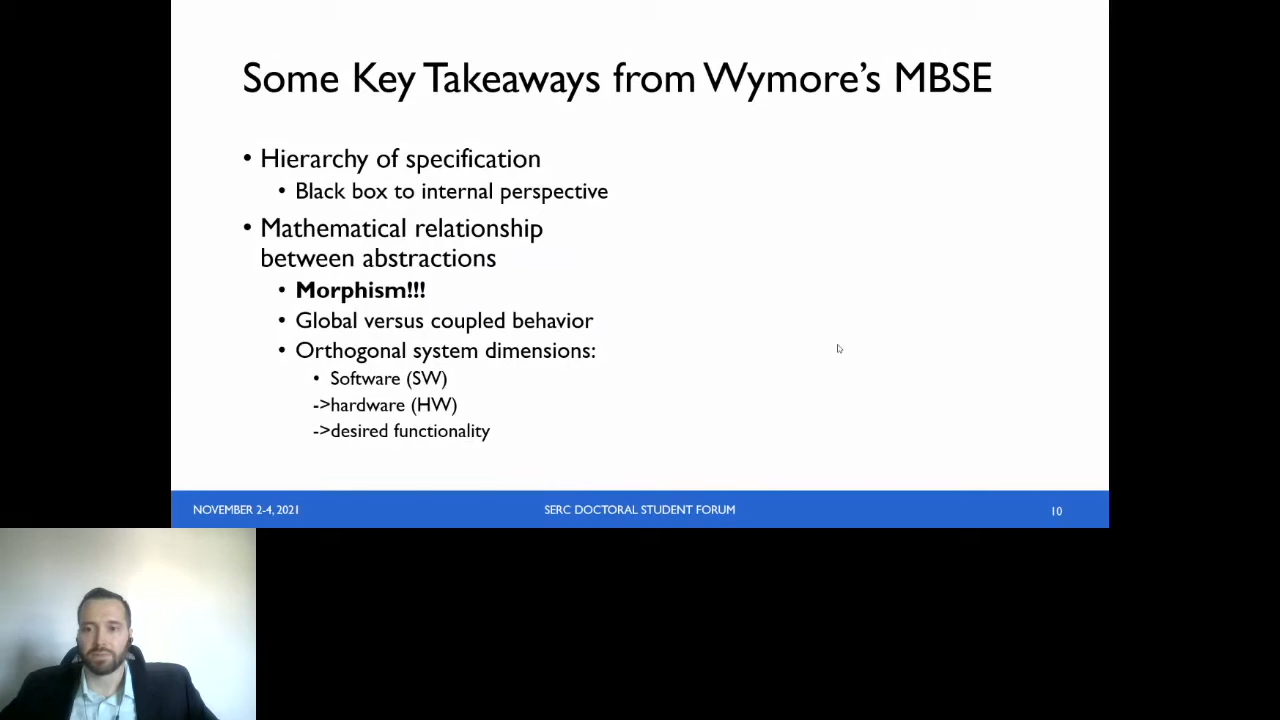 Some Key Takeaways from Wymore's MBSE
• Hierarchy of specification
• Black box to internal perspective
• Mathematical relationship
between abstractions
• Morphism!!!
• Global versus coupled behavior
• Orthogonal system dimensions:
• Software (SW)
->hardware (HW)
->desired functionality
NOVEMBER 2-4, 2021
SERC DOCTORAL STUDENT FORUM
10